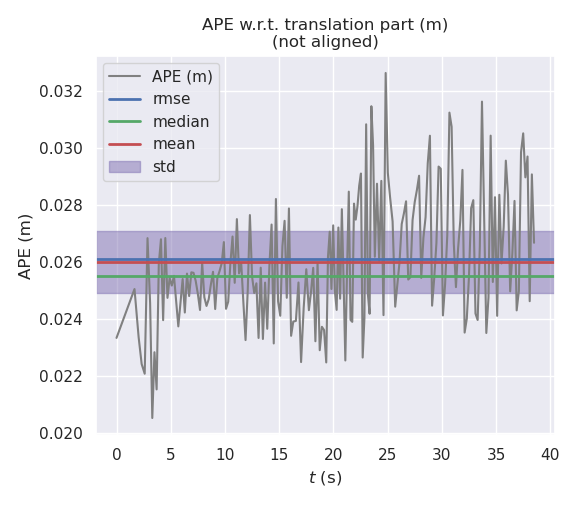 APE w.r.t. translation part (m)
(not aligned)
APE (m)
rmse
median
mean
std
APE (m)
0.032
0.030
0.028
0.026
0.024
0.022
0.020
0 5 10 15 20 25 30 35 40
t (s)